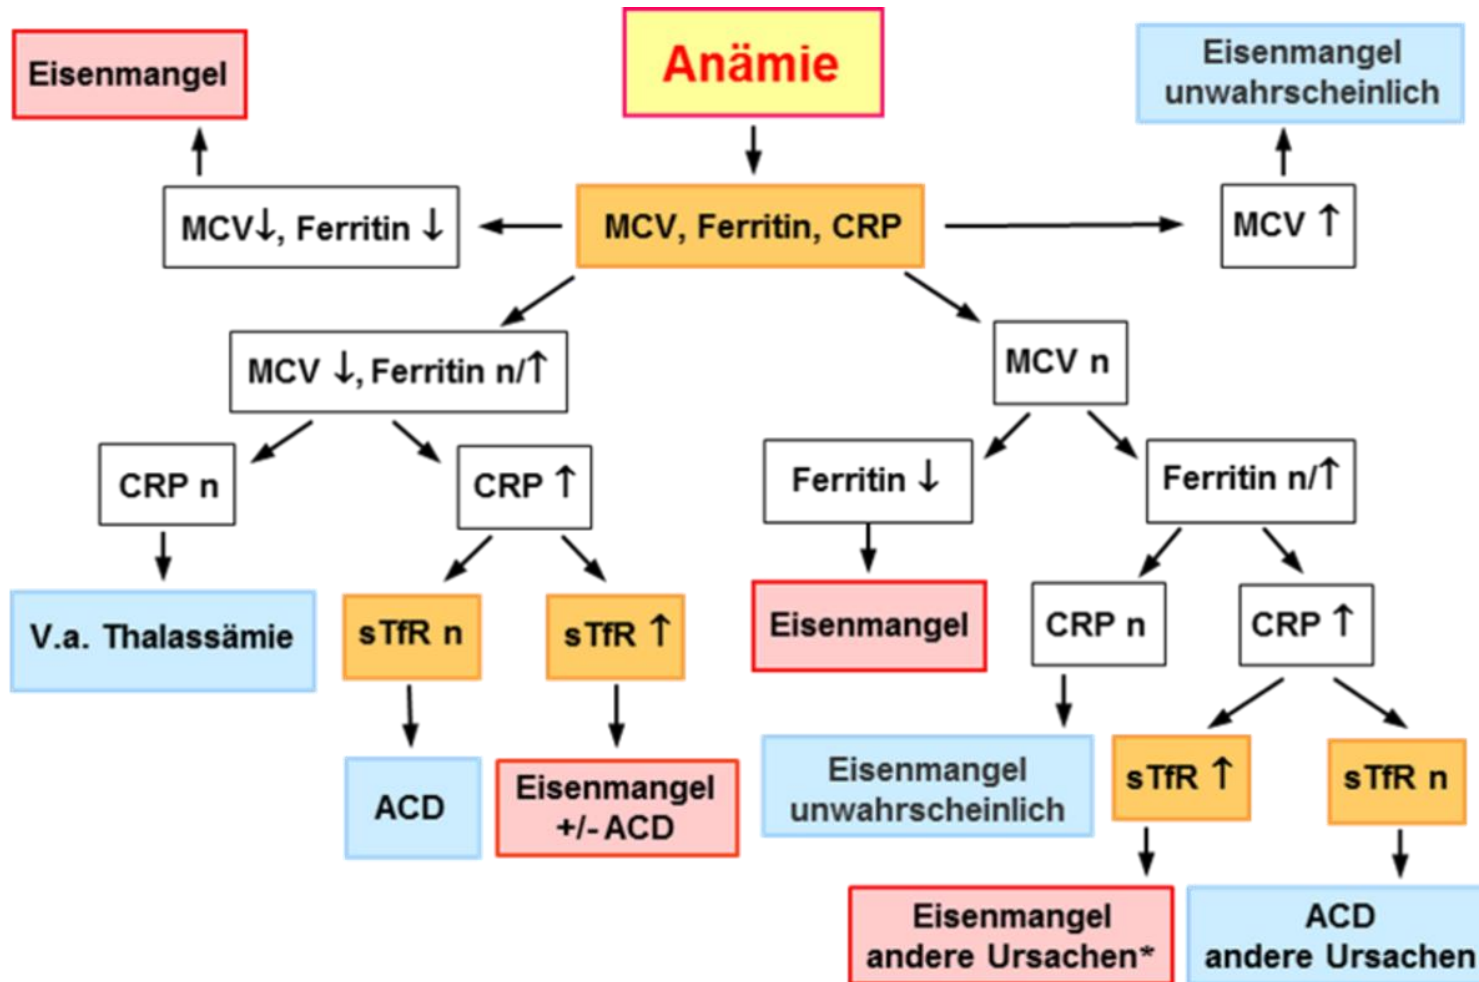 Anämie
Eisenmangel
Eisenmangel
unwahrscheinlich
MCV↓, Ferritin ↓
MCV, Ferritin, CRP
MCV ↑
MCV ↓, Ferritin n/↑
MCV n
CRP n
CRP ↑
Ferritin ↓
Ferritin n/↑
V.a. Thalassämie
sTfR n
sTfR ↑
Eisenmangel
CRP n
CRP ↑
ACD
Eisenmangel
+/- ACD
Eisenmangel
unwahrscheinlich
sTfR ↑
sTfR n
Eisenmangel
andere Ursachen*
ACD
andere Ursachen